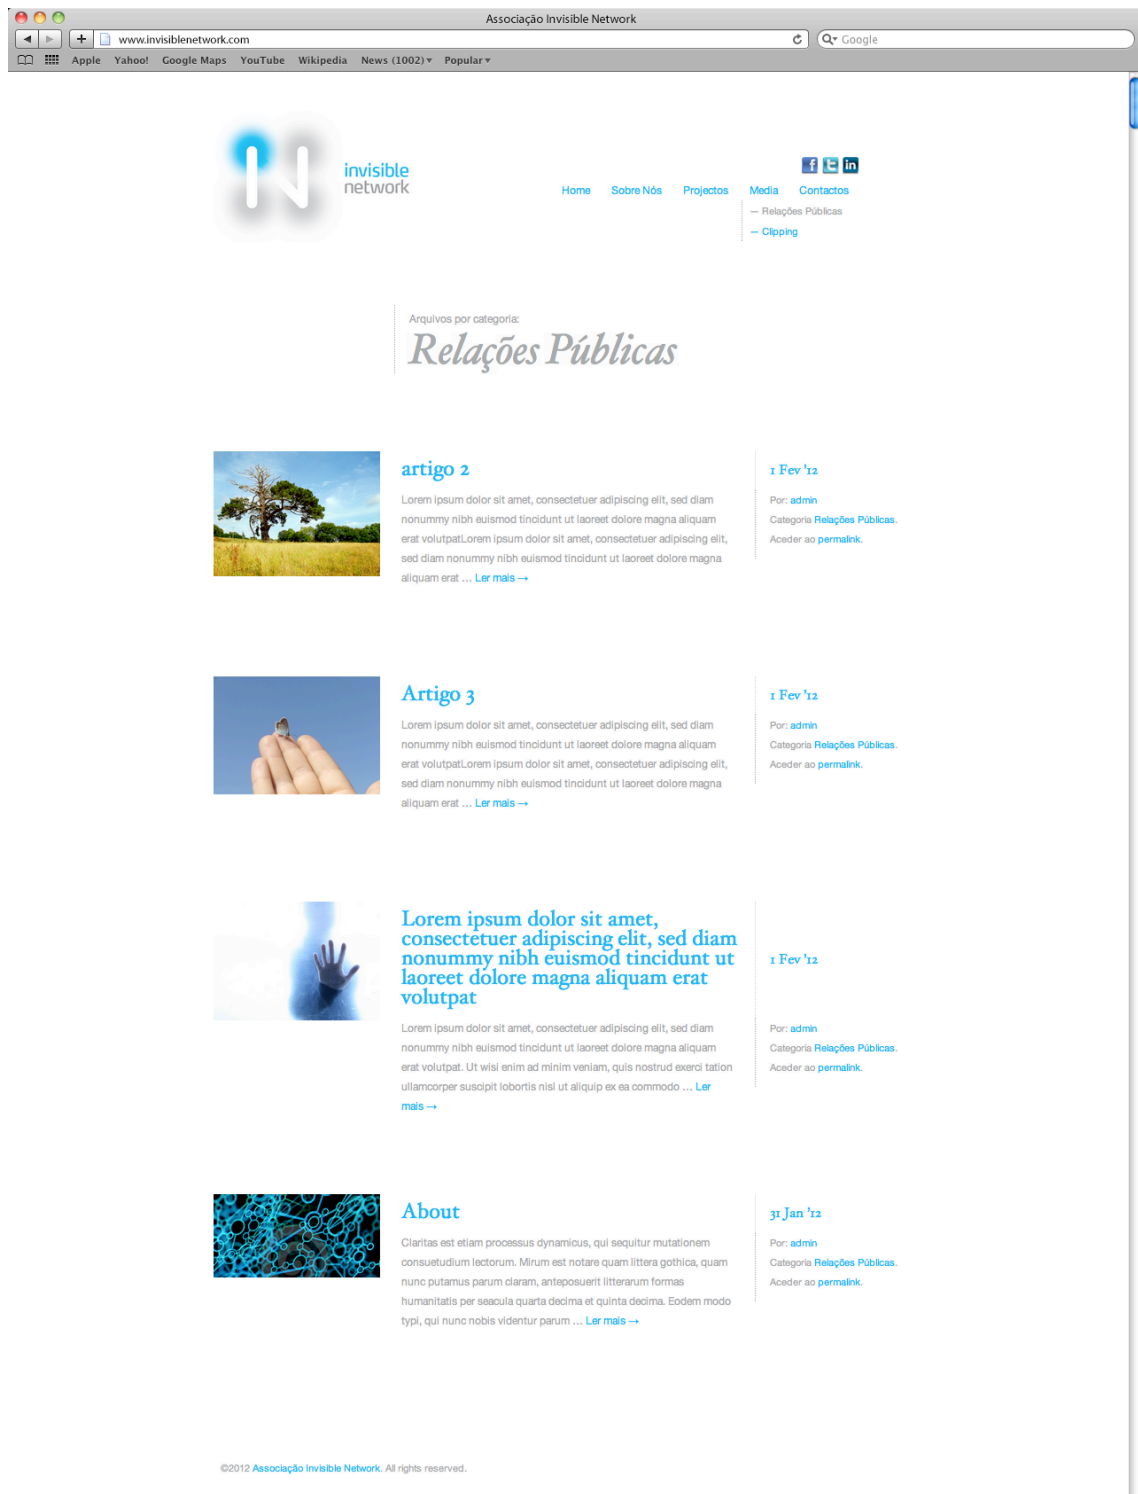 Associação Invisible Network
www.invisiblenetwork.com
Google
Apple Yahoo! Google Maps YouTube Wikipedia News (1002) Popular
invisible
network
Home Sobre Nós Projectos Media Contactos
— Relações Públicas
— Clipping
Arquivos por categoria:
Relações Públicas
artigo 2
Lorem ipsum dolor sit amet, consectetuer adipiscing elit, sed diam
nonummy nibh euismod tincidunt ut laoreet dolore magna aliquam
erat volutpatLorem ipsum dolor sit amet, consectetuer adipiscing elit,
sed diam nonummy nibh euismod tincidunt ut laoreet dolore magna
aliquam erat … Ler mais →
1 Fev ’12
Por: admin
Categoria Relações Públicas.
Aceder ao permalink.
Artigo 3
Lorem ipsum dolor sit amet, consectetuer adipiscing elit, sed diam
nonummy nibh euismod tincidunt ut laoreet dolore magna aliquam
erat volutpatLorem ipsum dolor sit amet, consectetuer adipiscing elit,
sed diam nonummy nibh euismod tincidunt ut laoreet dolore magna
aliquam erat … Ler mais →
1 Fev ’12
Por: admin
Categoria Relações Públicas.
Aceder ao permalink.
Lorem ipsum dolor sit amet,
consectetuer adipiscing elit, sed diam
nonummy nibh euismod tincidunt ut
laoreet dolore magna aliquam erat
volutpat
Lorem ipsum dolor sit amet, consectetuer adipiscing elit, sed diam
nonummy nibh euismod tincidunt ut laoreet dolore magna aliquam
erat volutpat. Ut wisi enim ad minim veniam, quis nostrud exerci tation
ullamcorper suscipit lobortis nisl ut aliquip ex ea commodo … Ler
mais →
1 Fev ’12
Por: admin
Categoria Relações Públicas.
Aceder ao permalink.
About
Claritas est etiam processus dynamicus, qui sequitur mutationem
consuetudium lectorum. Mirum est notare quam littera gothica, quam
nunc putamus parum claram, anteposuerit litterarum formas
humanitatis per seacula quarta decima et quinta decima. Eodem modo
typi, qui nunc nobis videntur parum … Ler mais →
31 Jan ’12
Por: admin
Categoria Relações Públicas.
Aceder ao permalink.
©2012 Associação Invisible Network. All rights reserved.